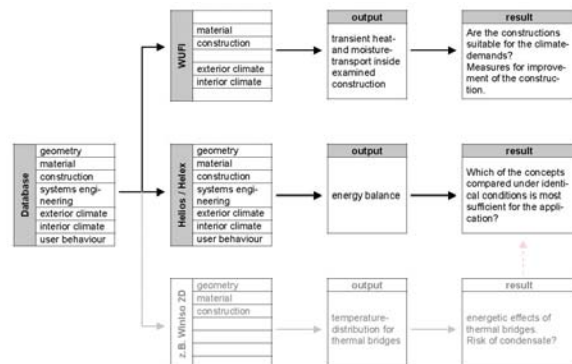 Database
geometry
material
construction
systems engi-
neering
exterior climate
interior climate
user behaviour
WUFI
material
construction
exterior climate
interior climate
output
transient heat-
and moisture-
transport inside
examined
construction
result
Are the constructions
suitable for the climate-
demands?
Measures for improve-
ment of the construc-
tion.
Helios / Helex
geometry
material
construction
systems engi-
neering
exterior climate
interior climate
user behaviour
output
energy balance
result
Which of the concepts
compared under identi-
cal conditions is most
sufficient for the appli-
cation?
z.B. WinIso 2D
geometry
material
construction
output
temperature-
distribution for
thermal bridges
result
energetic effects of
thermal bridges.
Risk of condensate?